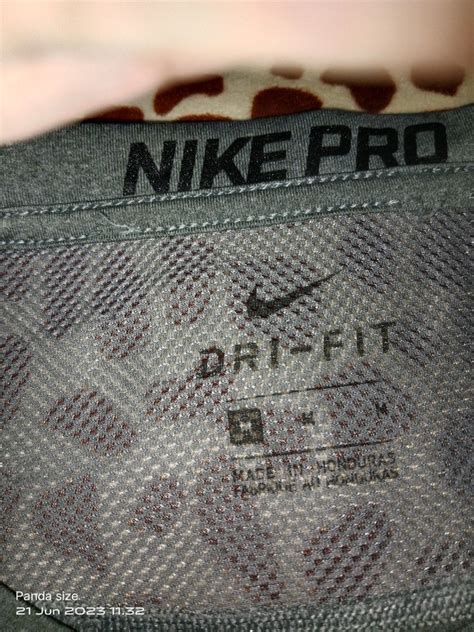 NIKE PRO
DRI-FIT
M M
MADE IN HONDURAS
FABRIQUE AU HONDURAS
Panda size.
21 Jun 2023 11.32